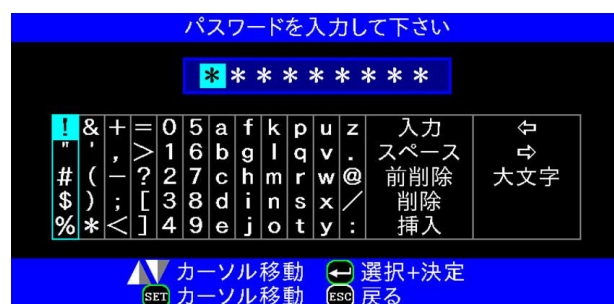 パスワードを入力して下さい
* * * * * * * * *
! & + = 0 5 a f k p u z 入力 ⇦
" ' , > 1 6 b g l q v . スペース ⇨
# ( − ? 2 7 c h m r w @ 前削除 大文字
$ ) ; [ 3 8 d i n s x / 削除
% * < ] 4 9 e j o t y : 挿入
カーソル移動 選択+決定
SET カーソル移動 ESC 戻る